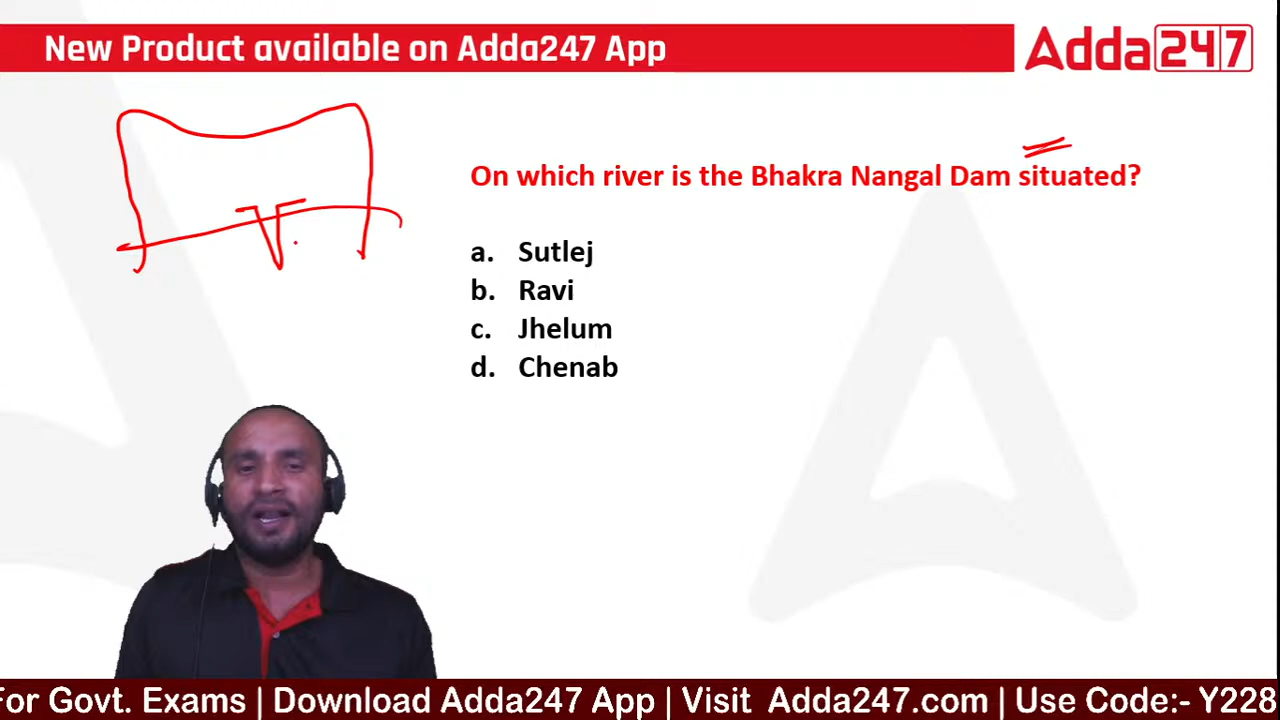 New Product available on Adda247 App
Adda247
On which river is the Bhakra Nangal Dam situated?
a. Sutlej
b. Ravi
c. Jhelum
d. Chenab
For Govt. Exams | Download Adda247 App | Visit Adda247.com | Use Code:- Y228